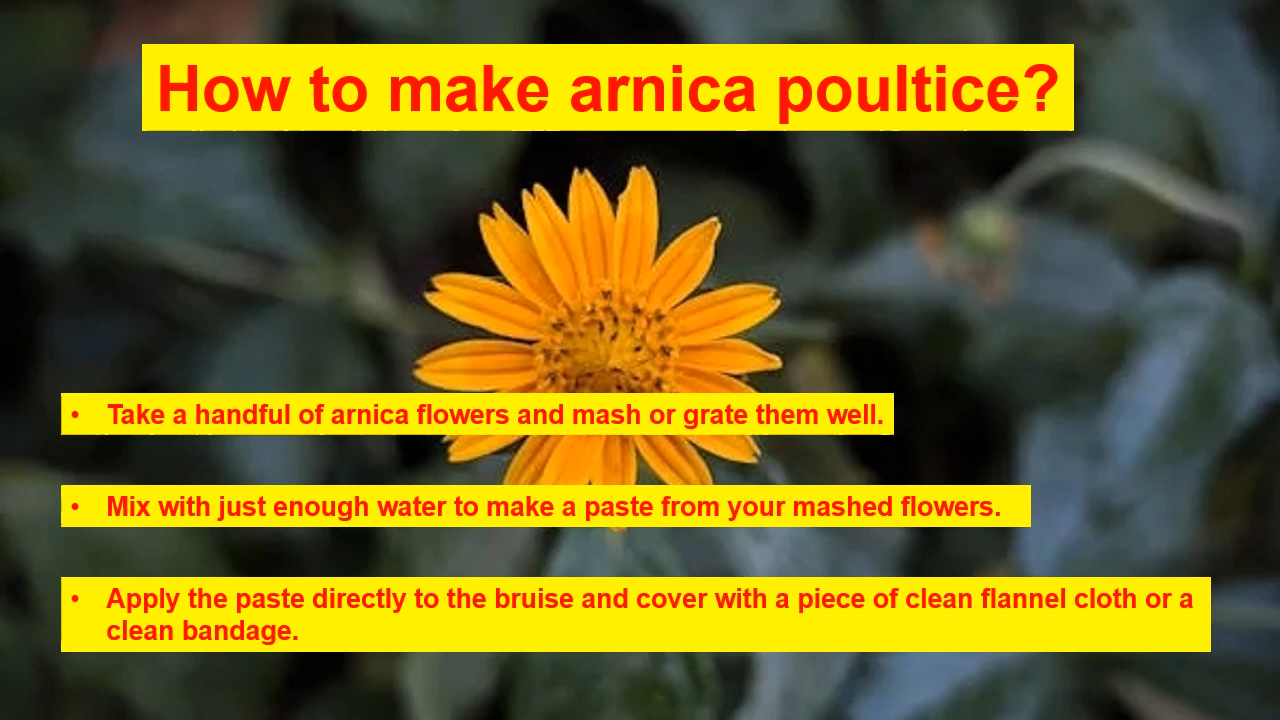 How to make arnica poultice?
• Take a handful of arnica flowers and mash or grate them well.
• Mix with just enough water to make a paste from your mashed flowers.
• Apply the paste directly to the bruise and cover with a piece of clean flannel cloth or a
clean bandage.